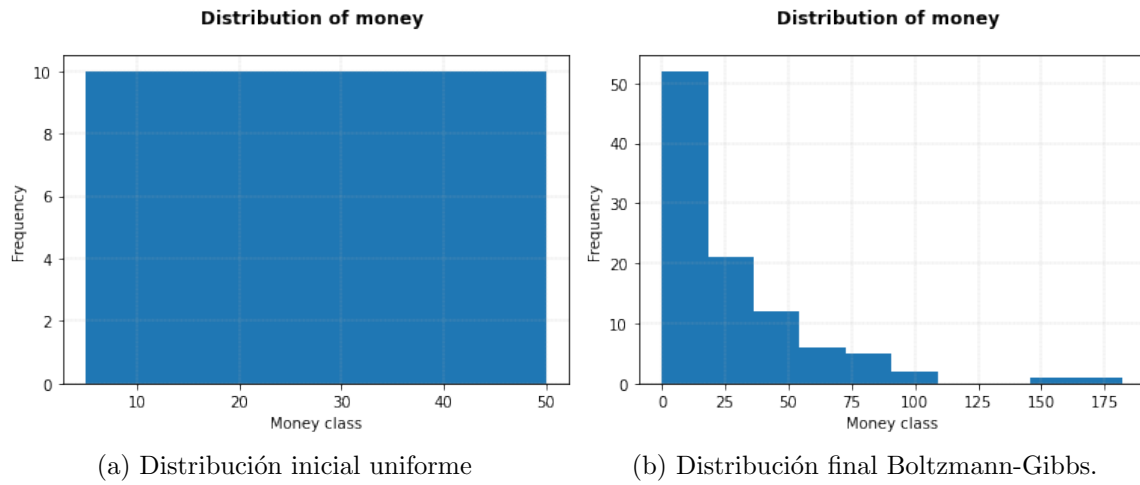 Distribution of money
10
8
6
4
2
0
Frequency
10 20 30 40 50
Money class
(a) Distribución inicial uniforme
Distribution of money
50
40
30
20
10
0
Frequency
0 25 50 75 100 125 150 175
Money class
(b) Distribución final Boltzmann-Gibbs.